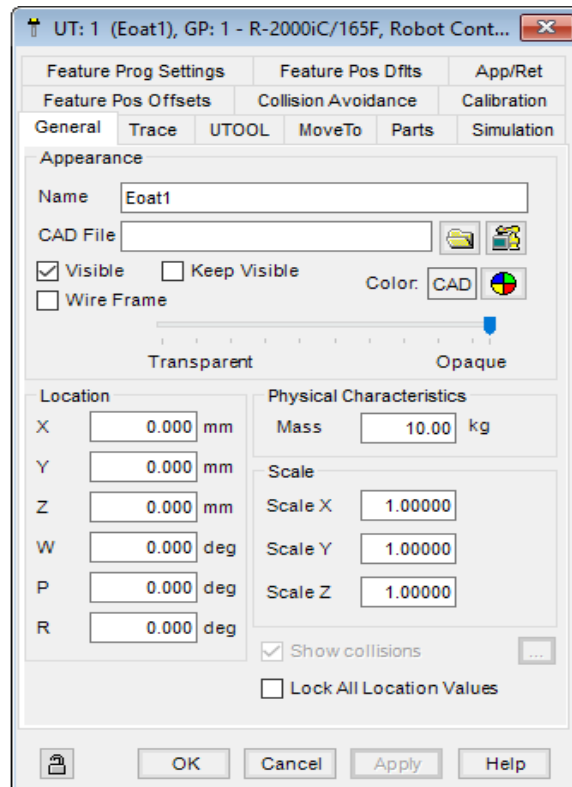 UT: 1 (Eoat1), GP: 1 - R-2000iC/165F, Robot Cont...
Feature Prog Settings Feature Pos Dflts App/Ret
Feature Pos Offsets Collision Avoidance Calibration
General Trace UTOOL MoveTo Parts Simulation
Appearance
Name Eoat1
CAD File
Visible Keep Visible
Color: CAD
Wire Frame
Transparent Opaque
Location Physical Characteristics
X 0.000 mm Mass 10.00 kg
Y 0.000 mm Scale
Z 0.000 mm Scale X 1.00000
W 0.000 deg Scale Y 1.00000
P 0.000 deg Scale Z 1.00000
R 0.000 deg
Show collisions ...
Lock All Location Values
OK Cancel Apply Help